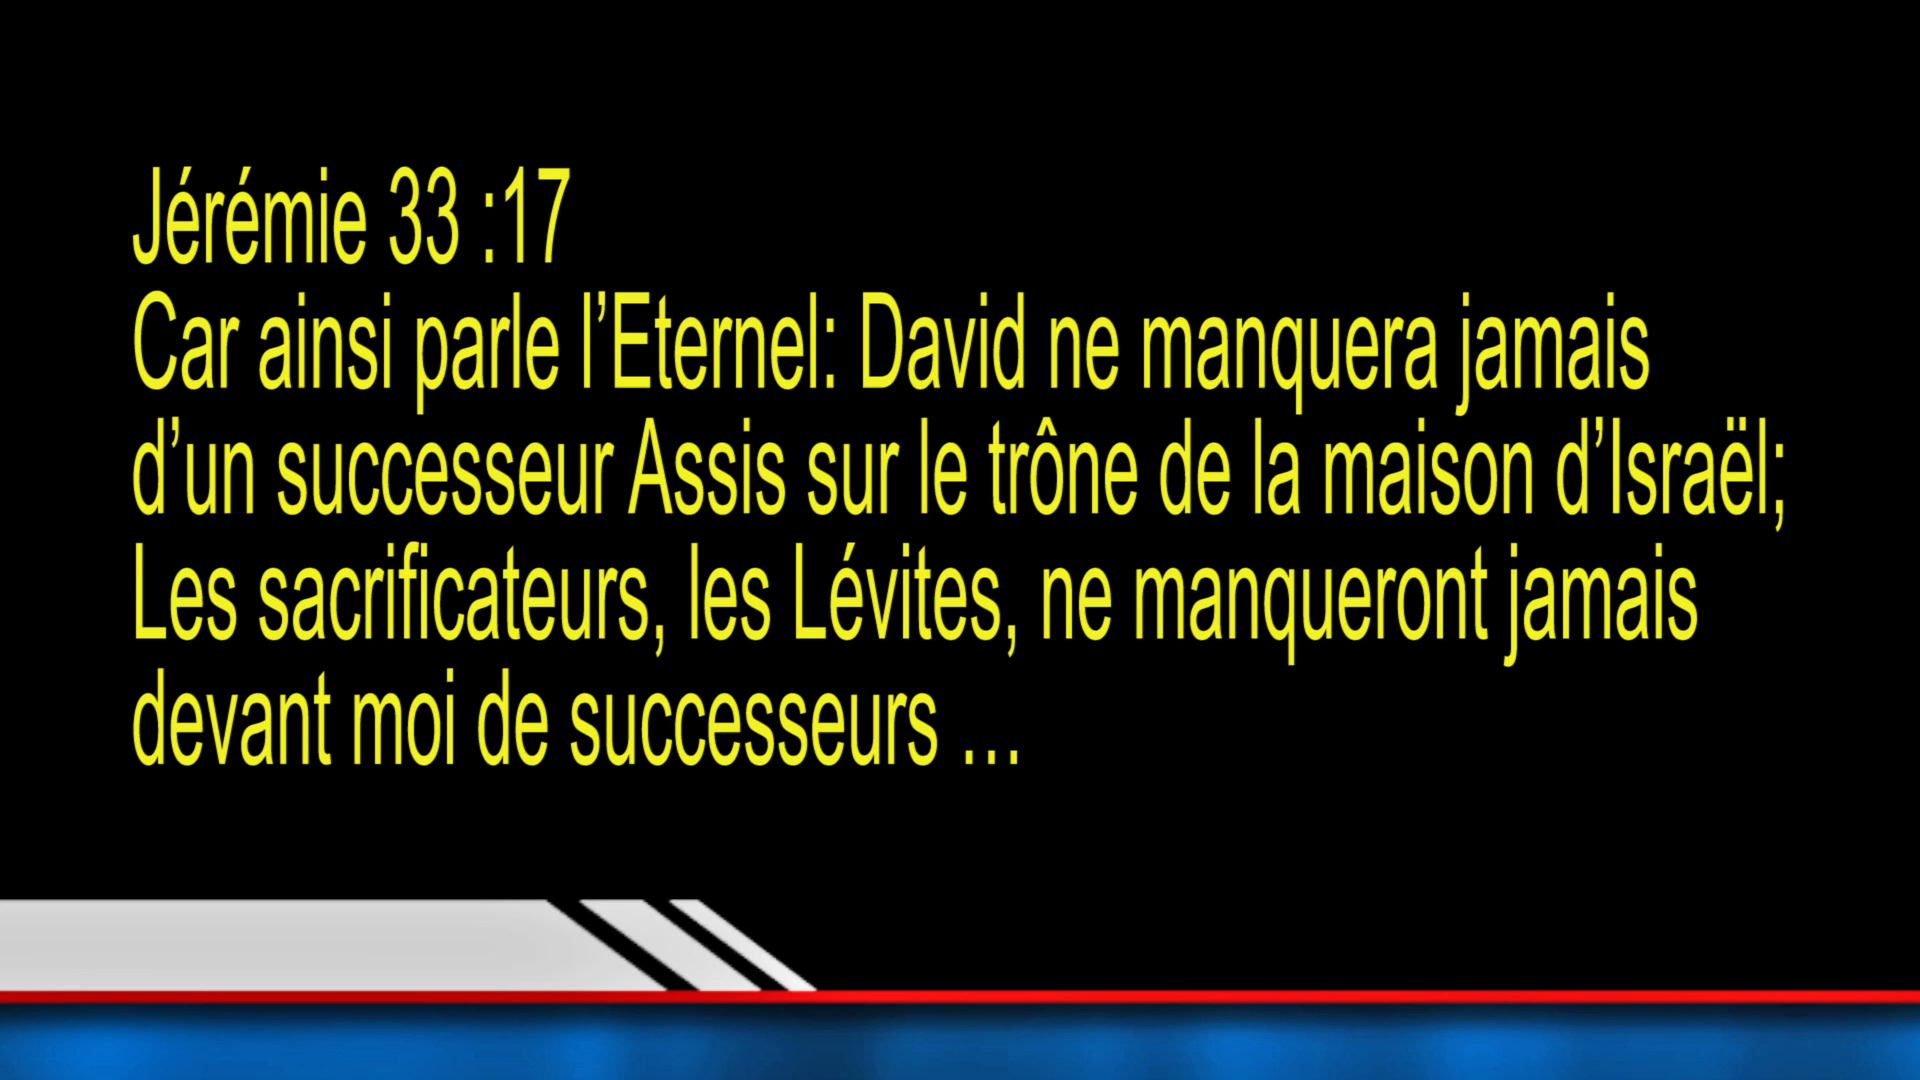 Jérémie 33 :17
Car ainsi parle l’Eternel: David ne manquera jamais
d’un successeur Assis sur le trône de la maison d’Israël;
Les sacrificateurs, les Lévites, ne manqueront jamais
devant moi de successeurs …